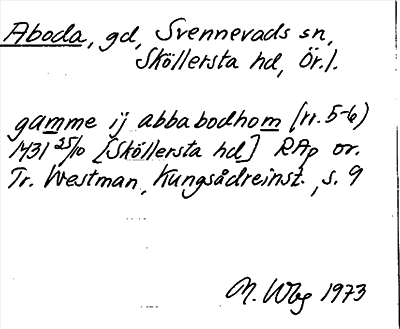 Aboda, gd, Svennevads sn,
Sköllersta hd, Ör.l.
gamme ij abbabodhom (rr. 5-6)
1431 25/10 [Sköllersta hd] RAp or.
Tr. Westman, Kungsådreinst., s. 9
N. Wbg 1973